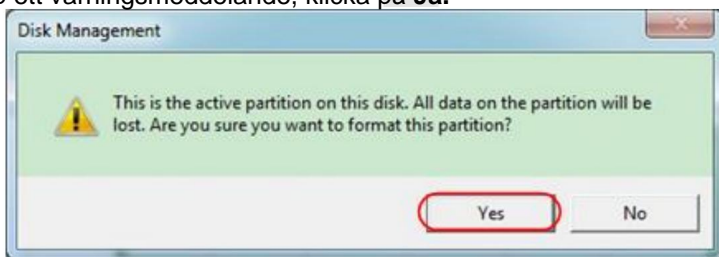 ett varningsmeddelande, klicka på Ja.
Disk Management
This is the active partition on this disk. All data on the partition will be
lost. Are you sure you want to format this partition?
Yes No